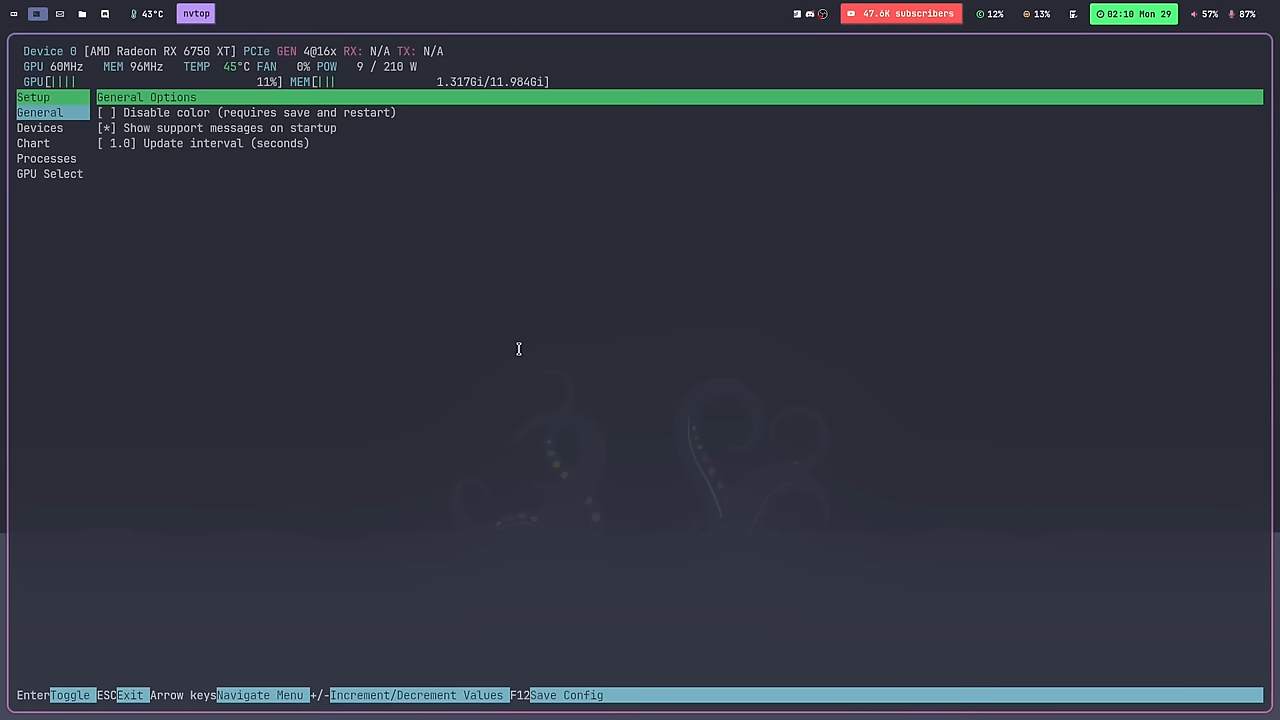 43°C nvtop 47.6K subscribers 12% 13% 02:10 Mon 29 57% 87%
Device 0 [AMD Radeon RX 6750 XT] PCIe GEN 4@16x RX: N/A TX: N/A
GPU 60MHz MEM 96MHz TEMP 45°C FAN 0% POW 9 / 210 W
GPU[|||| 11%] MEM[||| 1.317Gi/11.984Gi]
Setup General Options
General [ ] Disable color (requires save and restart)
Devices [*] Show support messages on startup
Chart [ 1.0] Update interval (seconds)
Processes
GPU Select
EnterToggle ESCExit Arrow keysNavigate Menu +/-Increment/Decrement Values F12Save Config